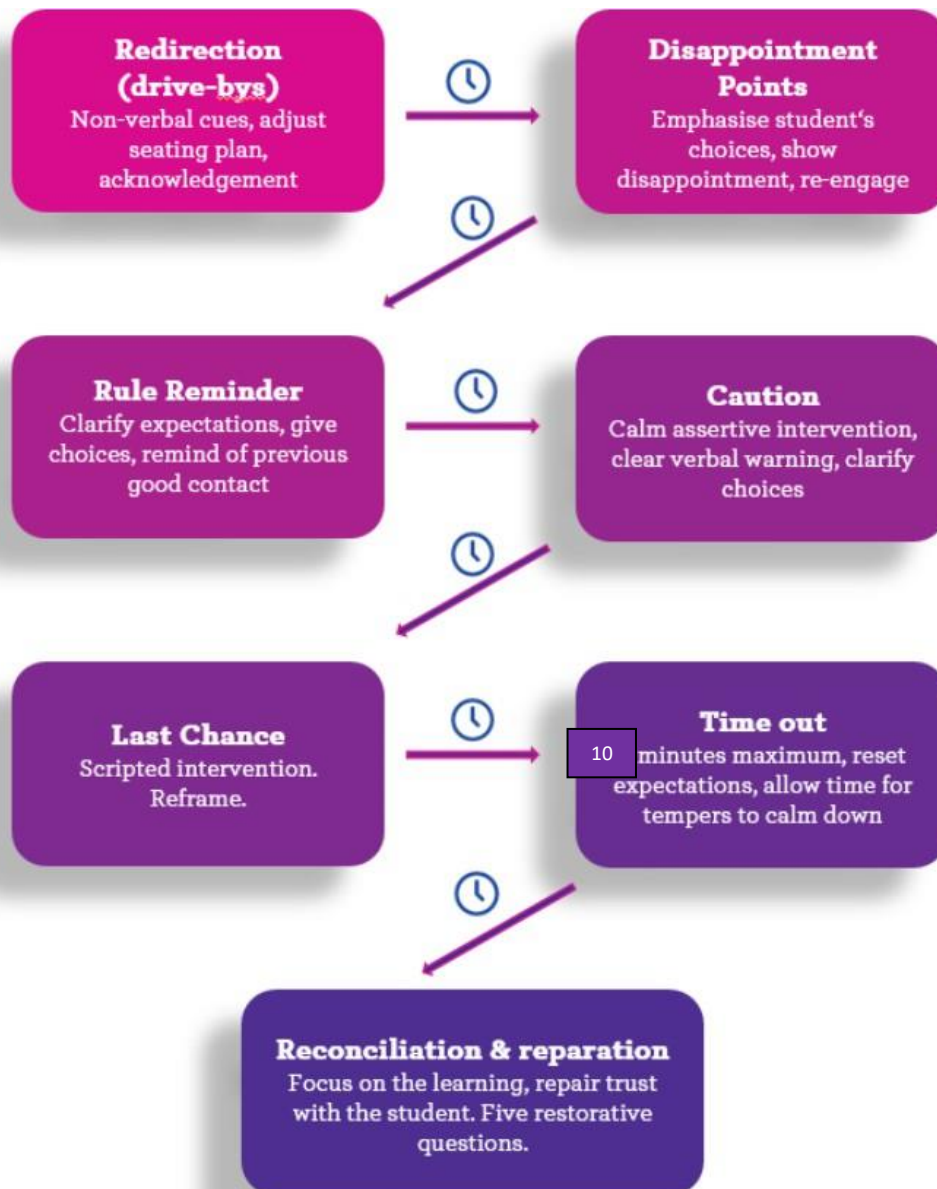 Redirection
(drive-bys)
Non-verbal cues, adjust
seating plan,
acknowledgement
Disappointment
Points
Emphasise student‘s
choices, show
disappointment, re-engage
Rule Reminder
Clarify expectations, give
choices, remind of previous
good contact
Caution
Calm assertive intervention,
clear verbal warning, clarify
choices
Last Chance
Scripted intervention.
Reframe.
Time out
10 minutes maximum, reset
expectations, allow time for
tempers to calm down
Reconciliation & reparation
Focus on the learning, repair trust
with the student. Five restorative
questions.